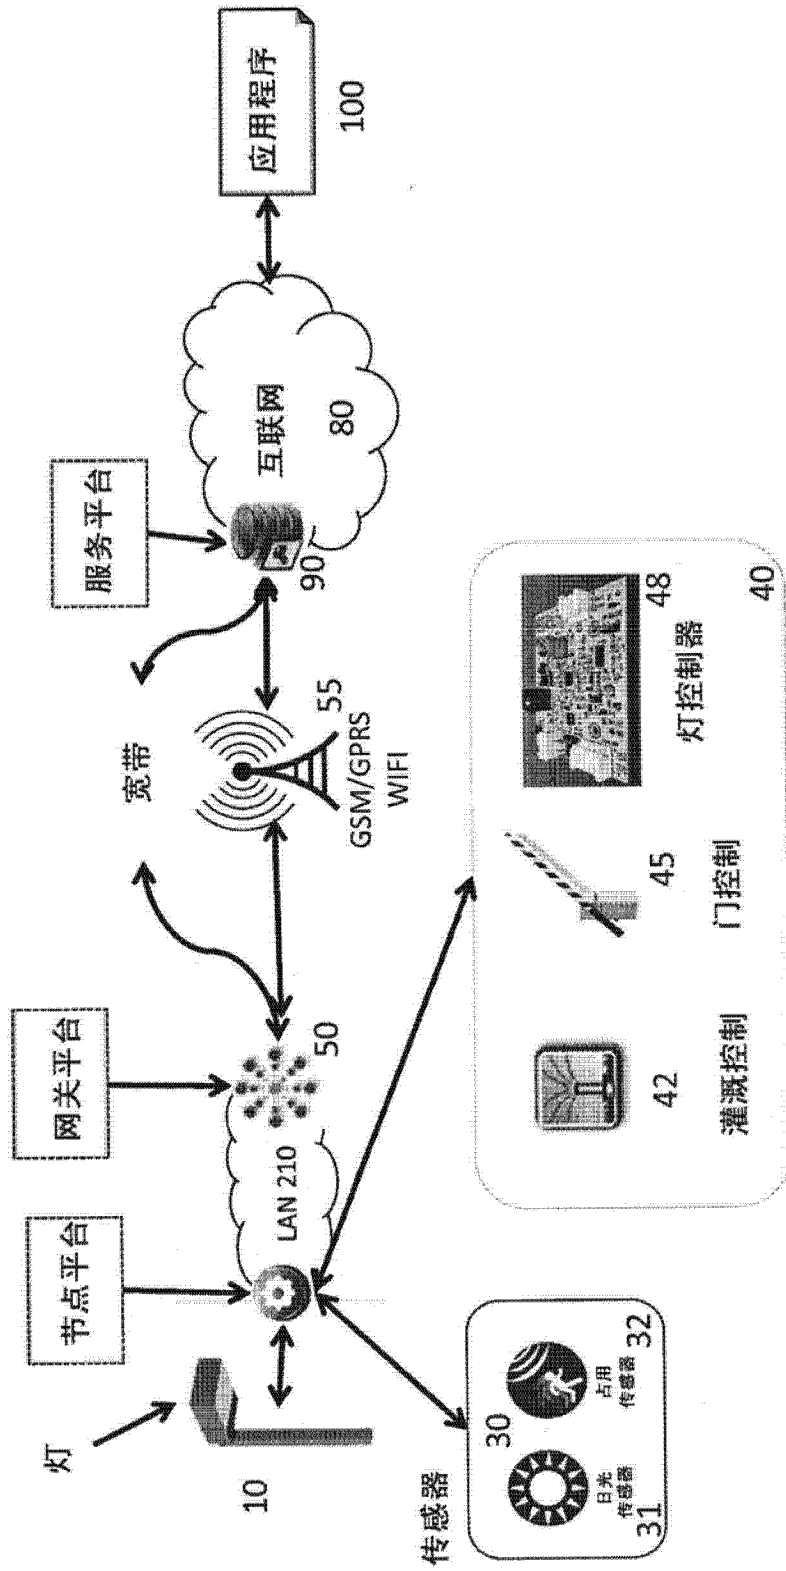 灯
10
节点平台
LAN 210
网关平台
50
宽带
55
GSM/GPRS
WIFI
服务平台
90
互联网
80
应用程序
100
传感器
30
31
日光
传感器
32
占用
传感器
42
灌溉控制
45
门控制
48
灯控制器
40